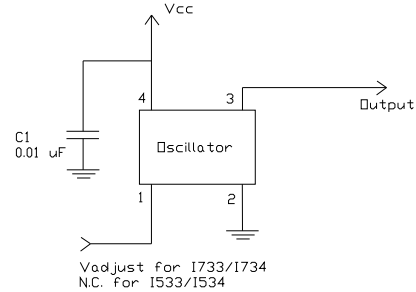 Vcc
4
3
Output
C1
0.01 uF
Oscillator
1
2
Vadjust for I733/I734
N.C. for I533/I534